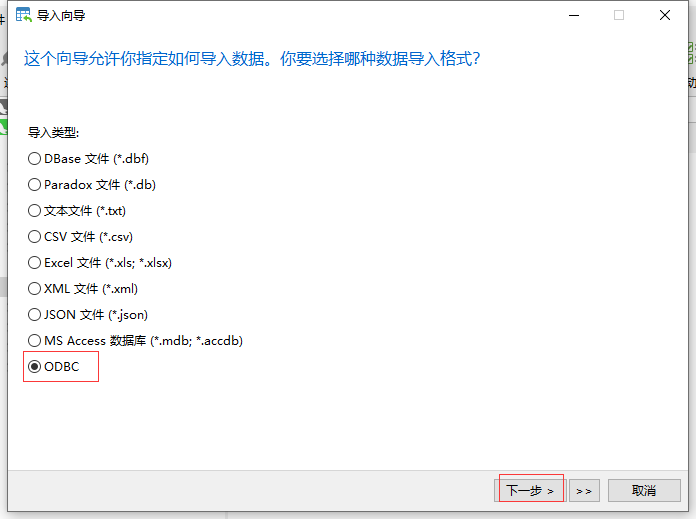 导入向导
这个向导允许你指定如何导入数据。你要选择哪种数据导入格式？
导入类型:
DBase 文件 (*.dbf)
Paradox 文件 (*.db)
文本文件 (*.txt)
CSV 文件 (*.csv)
Excel 文件 (*.xls; *.xlsx)
XML 文件 (*.xml)
JSON 文件 (*.json)
MS Access 数据库 (*.mdb; *.accdb)
ODBC
下一步 >
>>
取消